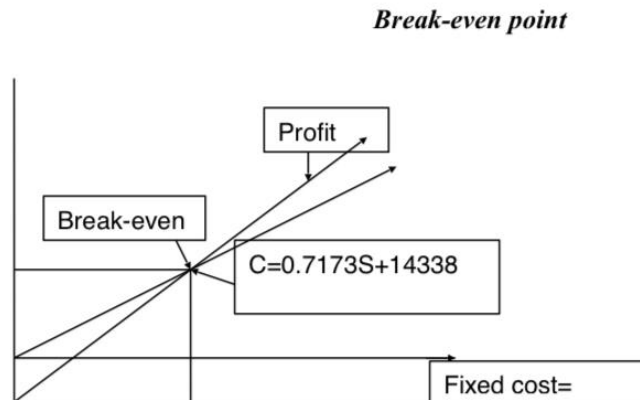 Break-even point
Profit
Break-even
C=0.7173S+14338
Fixed cost=